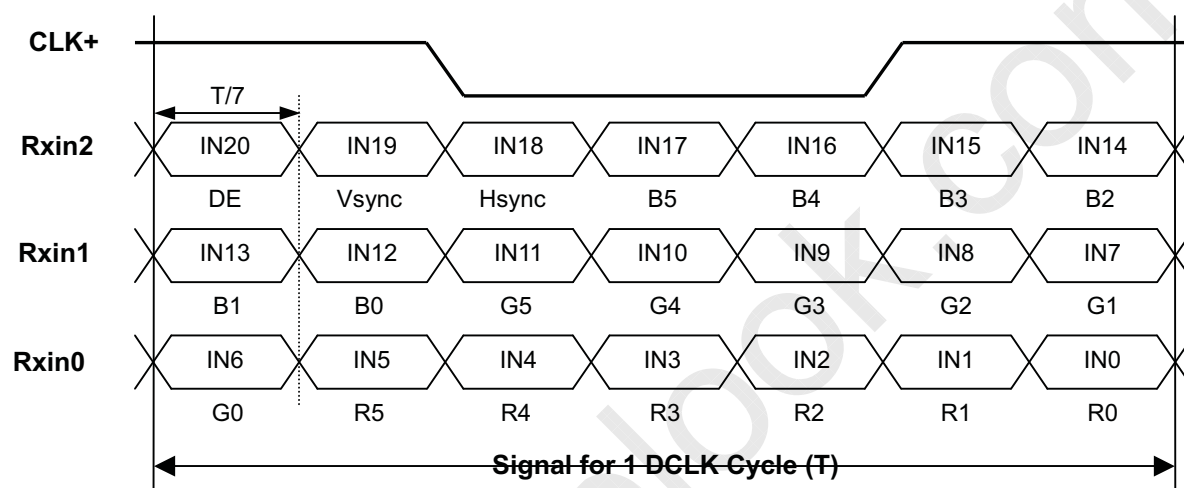 CLK+
T/7
Rxin2 IN20 IN19 IN18 IN17 IN16 IN15 IN14
DE Vsync Hsync B5 B4 B3 B2
Rxin1 IN13 IN12 IN11 IN10 IN9 IN8 IN7
B1 B0 G5 G4 G3 G2 G1
Rxin0 IN6 IN5 IN4 IN3 IN2 IN1 IN0
G0 R5 R4 R3 R2 R1 R0
Signal for 1 DCLK Cycle (T)
look.com